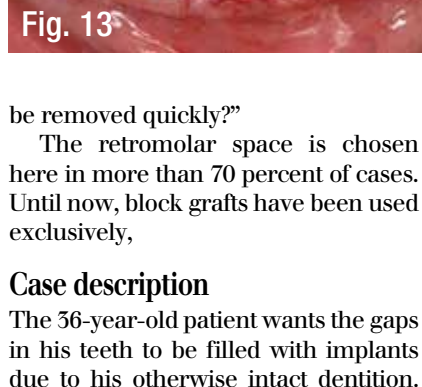 Fig. 13
be removed quickly?”
The retromolar space is chosen
here in more than 70 percent of cases.
Until now, block grafts have been used
exclusively,
Case description
The 36-year-old patient wants the gaps
in his teeth to be filled with implants
due to his otherwise intact dentition.